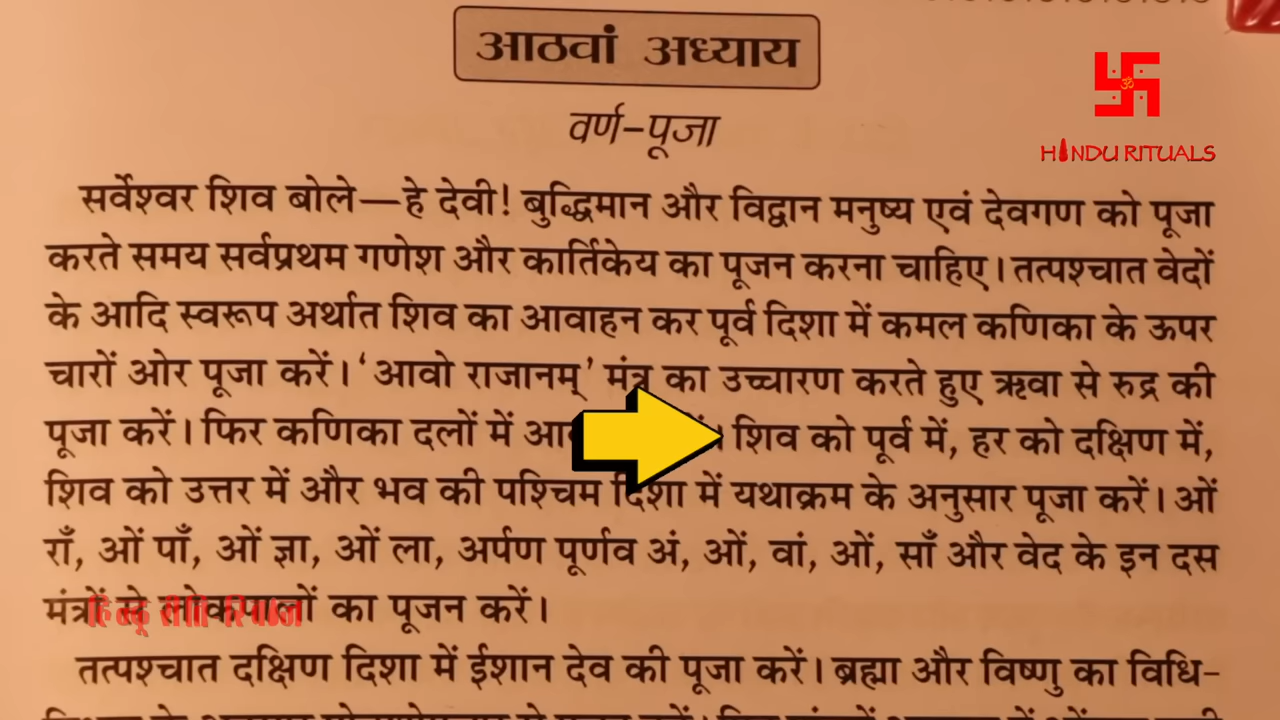 आठवां अध्याय
HINDU RITUALS
वर्ण-पूजा
सर्वेश्वर शिव बोले—हे देवी! बुद्धिमान और विद्वान मनुष्य एवं देवगण को पूजा
करते समय सर्वप्रथम गणेश और कार्तिकेय का पूजन करना चाहिए। तत्पश्चात वेदों
के आदि स्वरूप अर्थात शिव का आवाहन कर पूर्व दिशा में कमल कणिका के ऊपर
चारों ओर पूजा करें। ‘आवो राजानम्’ मंत्र का उच्चारण करते हुए ऋवा से रुद्र की
पूजा करें। फिर कणिका दलों में शिव को पूर्व में, हर को दक्षिण में,
शिव को उत्तर में और भव की पश्चिम दिशा में यथाक्रम के अनुसार पूजा करें। ओं
राँ, ओं पाँ, ओं ज्ञा, ओं ला, अर्पण पूर्णव अं, ओं, वां, ओं, साँ और वेद के इन दस
मंत्रों से लोकपालों का पूजन करें।
तत्पश्चात दक्षिण दिशा में ईशान देव की पूजा करें। ब्रह्मा और विष्णु का विधि-